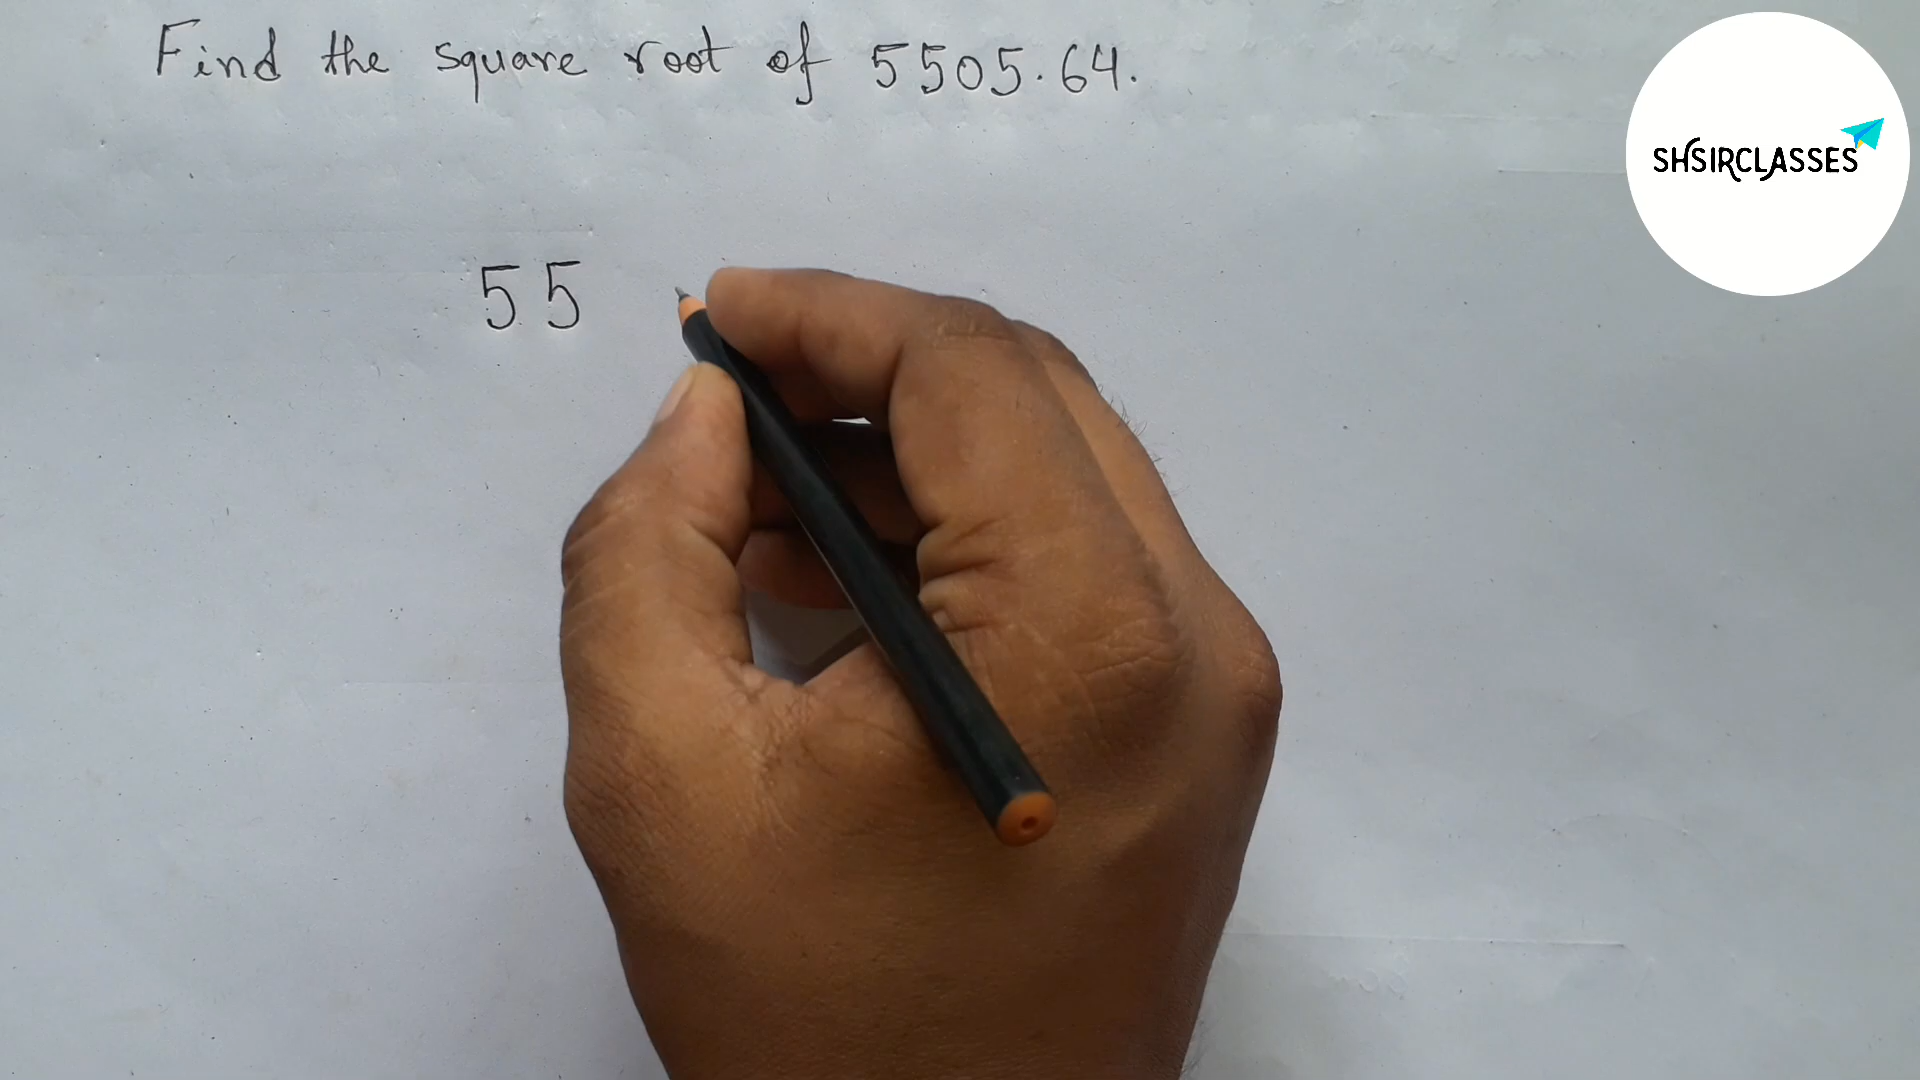 Find the square root of 5505.64.
SHSIRCLASSES
55